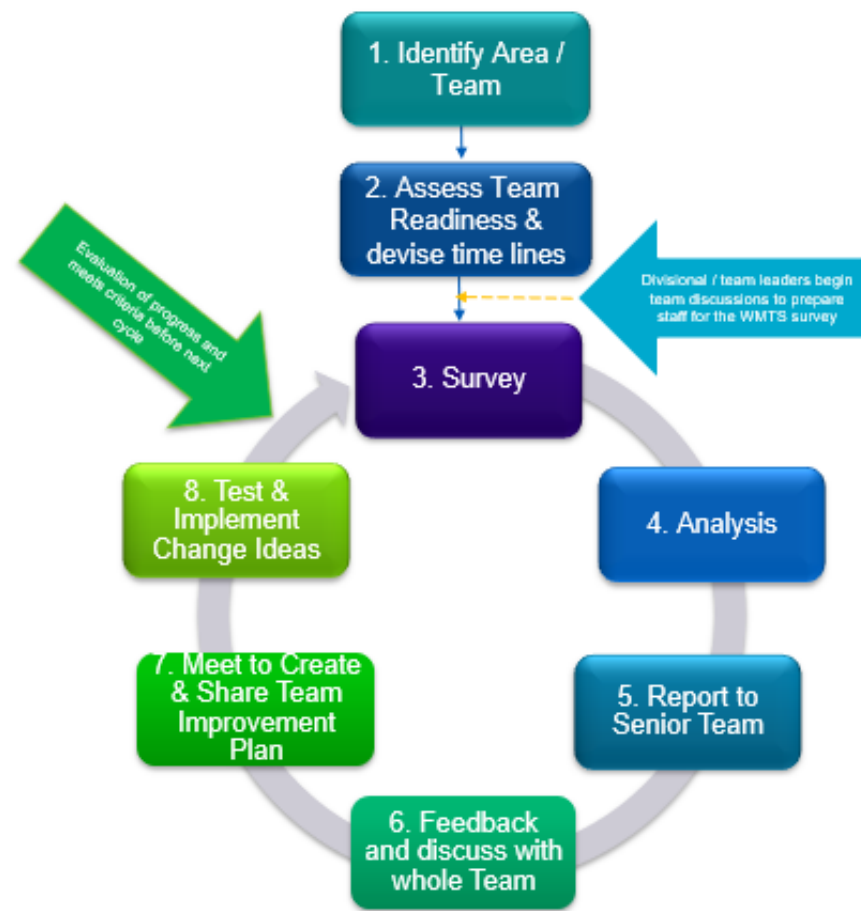 1. Identify Area /
Team
2. Assess Team
Readiness &
devise time lines
Divisional / team leaders begin
team discussions to prepare
staff for the WMTS survey
Evaluation of progress and
meets criteria before next
cycle
3. Survey
4. Analysis
5. Report to
Senior Team
6. Feedback
and discuss with
whole Team
7. Meet to Create
& Share Team
Improvement
Plan
8. Test &
Implement
Change Ideas